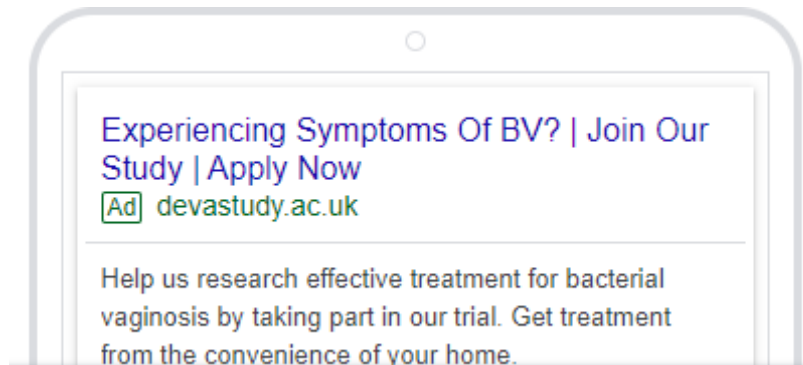 Experiencing Symptoms Of BV? | Join Our
Study | Apply Now
Ad devastudy.ac.uk
Help us research effective treatment for bacterial
vaginosis by taking part in our trial. Get treatment
from the convenience of your home.